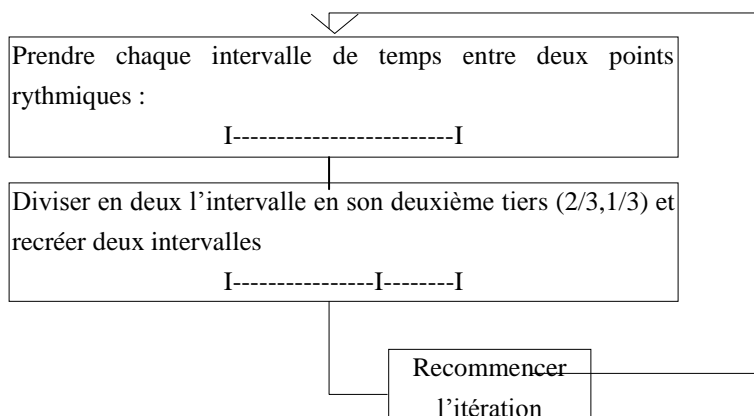 Prendre chaque intervalle de temps entre deux points
rythmiques :
I-------------------------I
Diviser en deux l’intervalle en son deuxième tiers (2/3,1/3) et
recréer deux intervalles
I----------------I--------I
Recommencer
l’itération